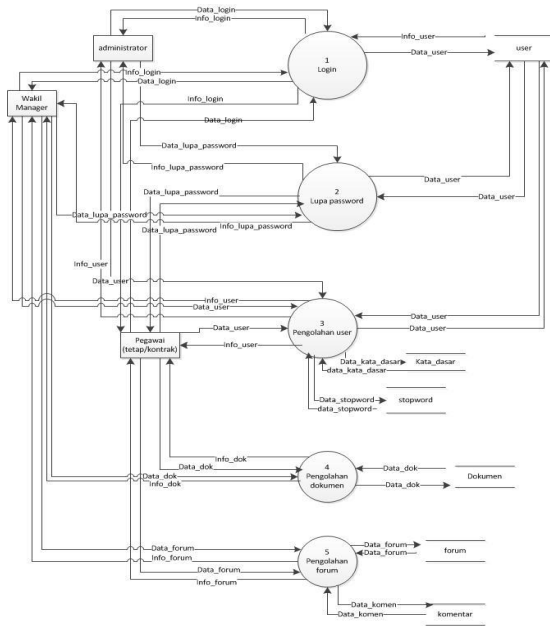 Data_login
Info_login
administrator
1
Login
Info_user
Data_user
user
Info_login
Data_login
Wakil
Manager
Info_login
Data_login
Data_lupa_password
Info_lupa_password
2
Lupa password
Data_user
Data_user
Data_lupa_password
Data_lupa_password
Info_lupa_password
Data_lupa_password
Info_user
Data_user
Info_user
Data_user
3
Pengolahan user
Data_user
Data_user
Pegawai
(tetap/kontrak)
Data_user
Info_user
Data_kata_dasar
data_kata_dasar
Kata_dasar
Data_stopword
data_stopword
stopword
Info_dok
Data_dok
Data_dok
Info_dok
4
Pengolahan
dokumen
Data_dok
Data_dok
Dokumen
Data_forum
Info_forum
Data_forum
Info_forum
5
Pengolahan
forum
Data_forum
Data_forum
forum
Data_komen
Data_komen
komentar